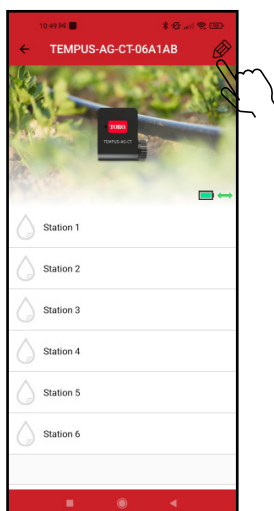 10:49
TEMPUS-AG-CT-06A1AB
TORO
TEMPUS-AG-CT
Station 1
Station 2
Station 3
Station 4
Station 5
Station 6